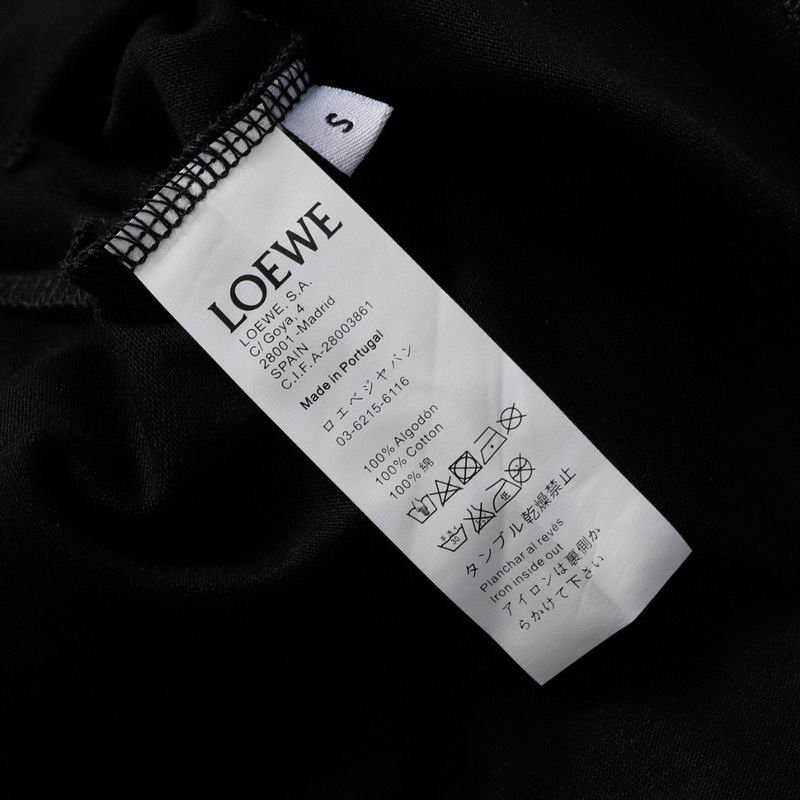 S
LOEWE
LOEWE, S.A.
C/ Goya, 4
28001 -Madrid
SPAIN
C.I.F.A-28003861
Made in Portugal
ロエベジャパン
03-6215-6116
100% Algodón
100% Cotton
100% 綿
30
タンブル乾燥禁止
Planchar al revés
Iron inside out
アイロンは裏側か
らかけて下さい